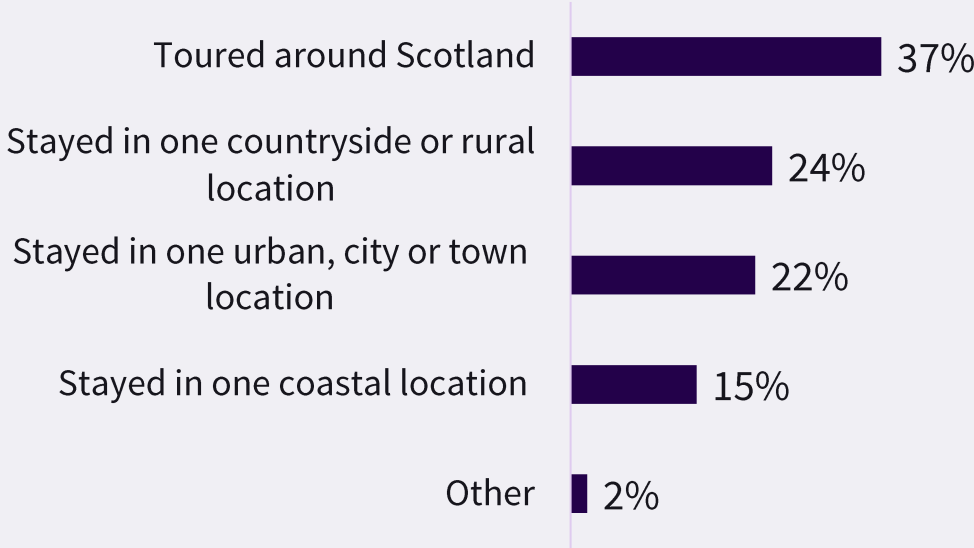 Toured around Scotland
37%
Stayed in one countryside or rural
location
24%
Stayed in one urban, city or town
location
22%
Stayed in one coastal location
15%
Other
2%